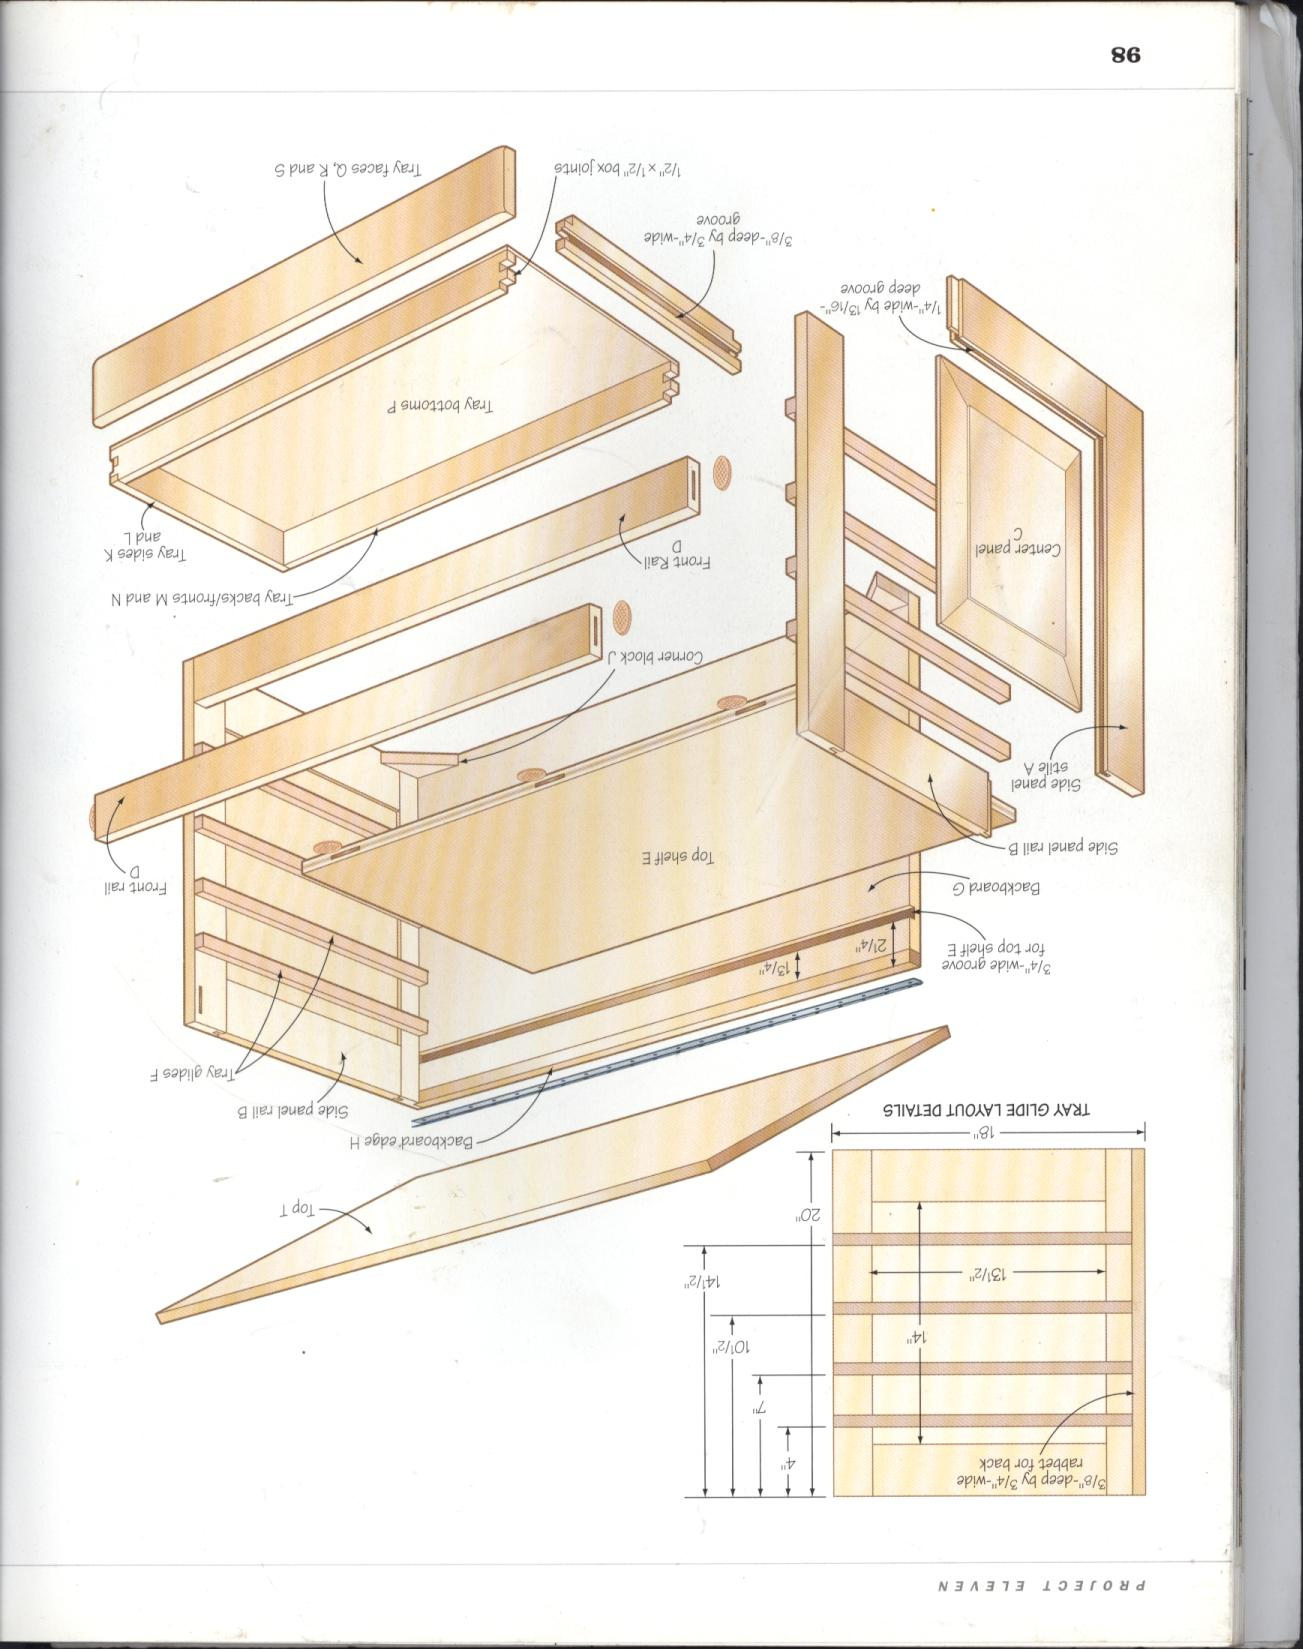 PROJECT ELEVEN
3/8"-deep by 3/4"-wide
rabbet for back
4"
7"
10 1/2"
14 1/2"
20"
14"
13 1/2"
18"
TRAY GLIDE LAYOUT DETAILS
Top T
Backboard edge H
Side panel rail B
Tray glides F
1 3/4"
2 1/4"
3/4"-wide groove
for top shelf E
Backboard G
Side panel rail B
Top shelf E
Front rail
D
Side panel
stile A
Corner block J
Center panel
C
Front Rail
D
Tray backs/fronts M and N
Tray sides K
and L
Tray bottoms P
1/4"-wide by 13/16"-
deep groove
3/8"-deep by 3/4"-wide
groove
1/2" x 1/2" box joints
Tray faces Q, R and S
98